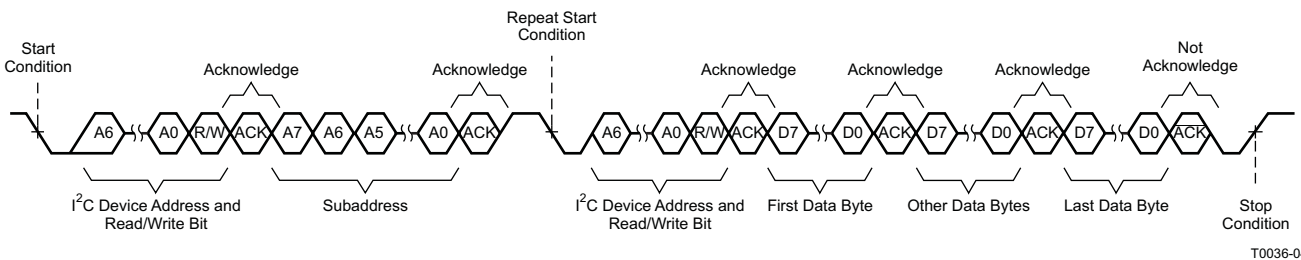 Repeat Start
Condition
Start
Condition
Acknowledge
Acknowledge
Acknowledge
Acknowledge
Acknowledge
Not
Acknowledge
A6 A0 R/W ACK A7 A6 A5 A0 ACK A6 A0 R/W ACK D7 D0 ACK D7 D0 ACK D7 D0 ACK
I²C Device Address and
Read/Write Bit
Subaddress
I²C Device Address and
Read/Write Bit
First Data Byte
Other Data Bytes
Last Data Byte
Stop
Condition
T0036-0